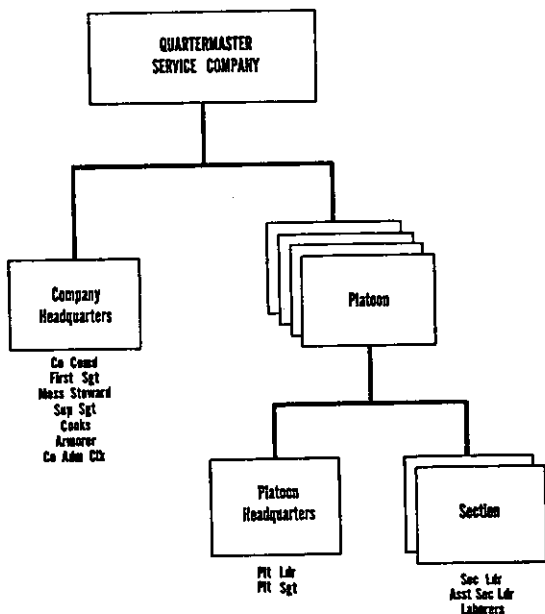 QUARTERMASTER
SERVICE COMPANY
Company
Headquarters
Co Comd
First Sgt
Mess Steward
Sup Sgt
Cooks
Armorer
Co Adm Clk
Platoon
Platoon
Headquarters
Plt Ldr
Plt Sgt
Section
Sec Ldr
Asst Sec Ldr
Laborers